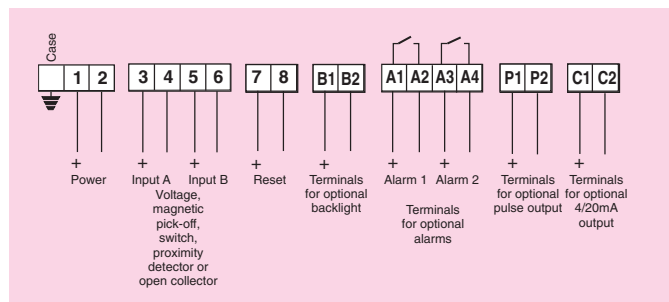 Case
1 2 3 4 5 6 7 8 B1 B2 A1 A2 A3 A4 P1 P2 C1 C2
+ + + + + + + +
Power
Input A Input B
Voltage,
magnetic
pick-off,
switch,
proximity
detector or
open collector
Reset
Terminals
for optional
backlight
Alarm 1 Alarm 2
Terminals
for optional
alarms
Terminals
for optional
pulse output
Terminals
for optional
4/20mA
output